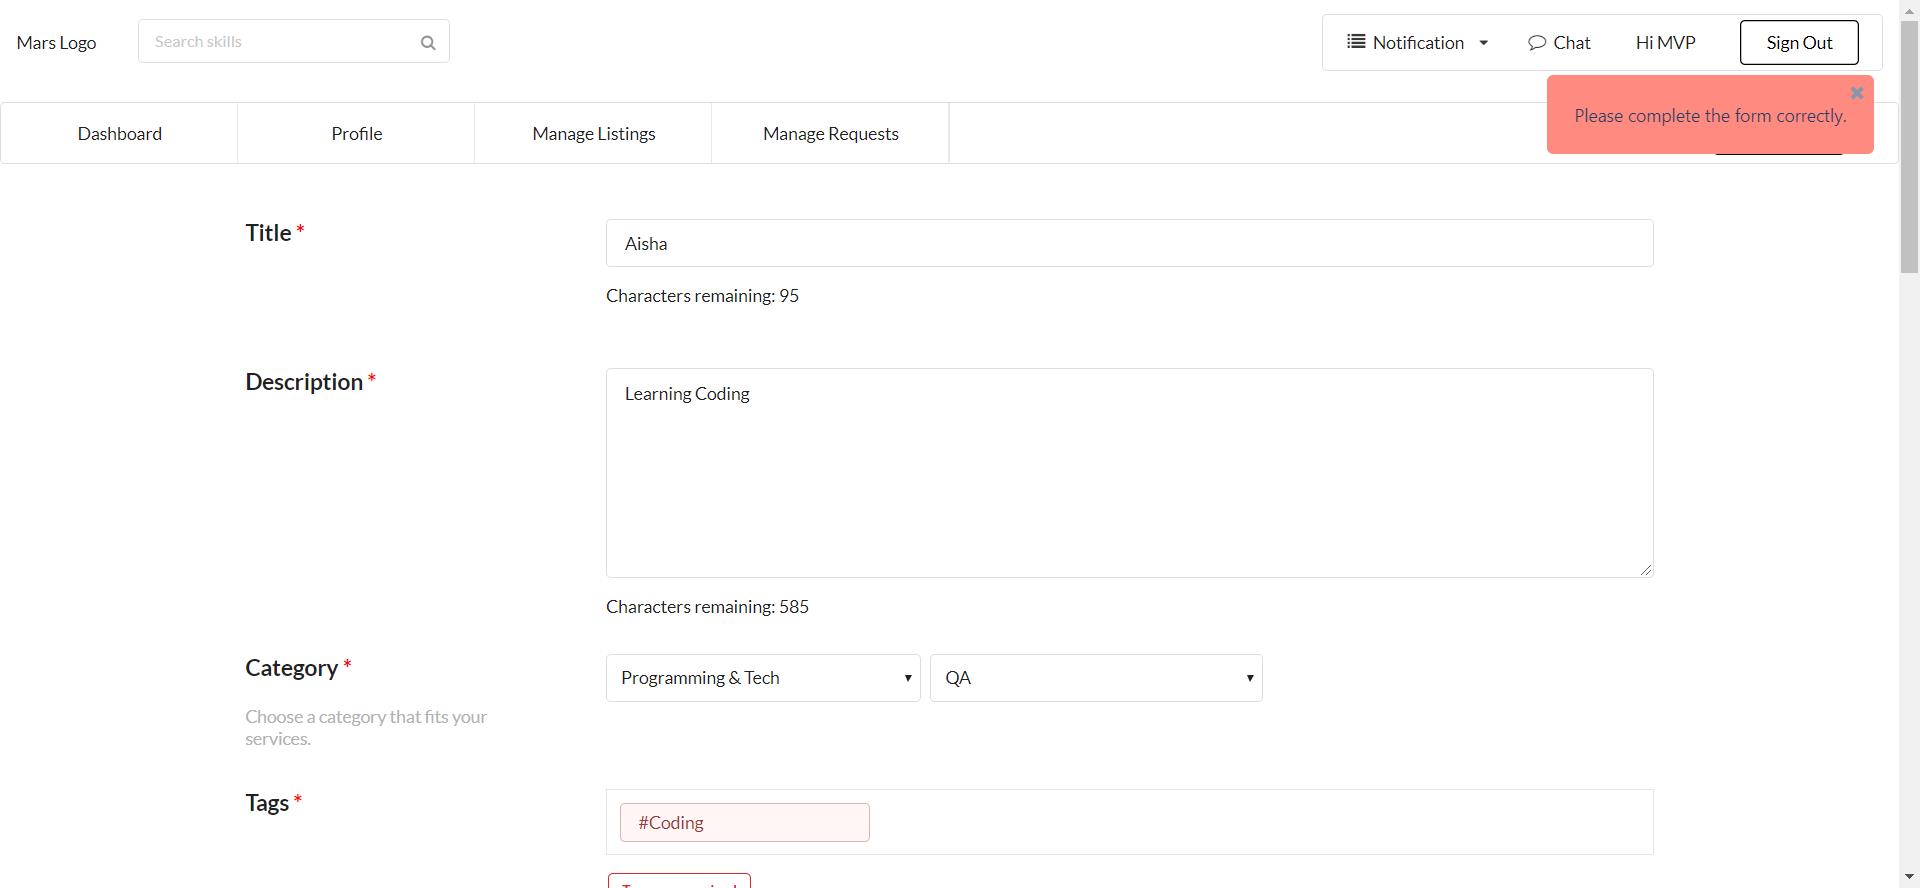 Mars Logo
Search skills
Notification
Chat
Hi MVP
Sign Out
Please complete the form correctly.
Dashboard
Profile
Manage Listings
Manage Requests
Title *
Aisha
Characters remaining: 95
Description *
Learning Coding
Characters remaining: 585
Category *
Programming & Tech
QA
Choose a category that fits your
services.
Tags *
#Coding